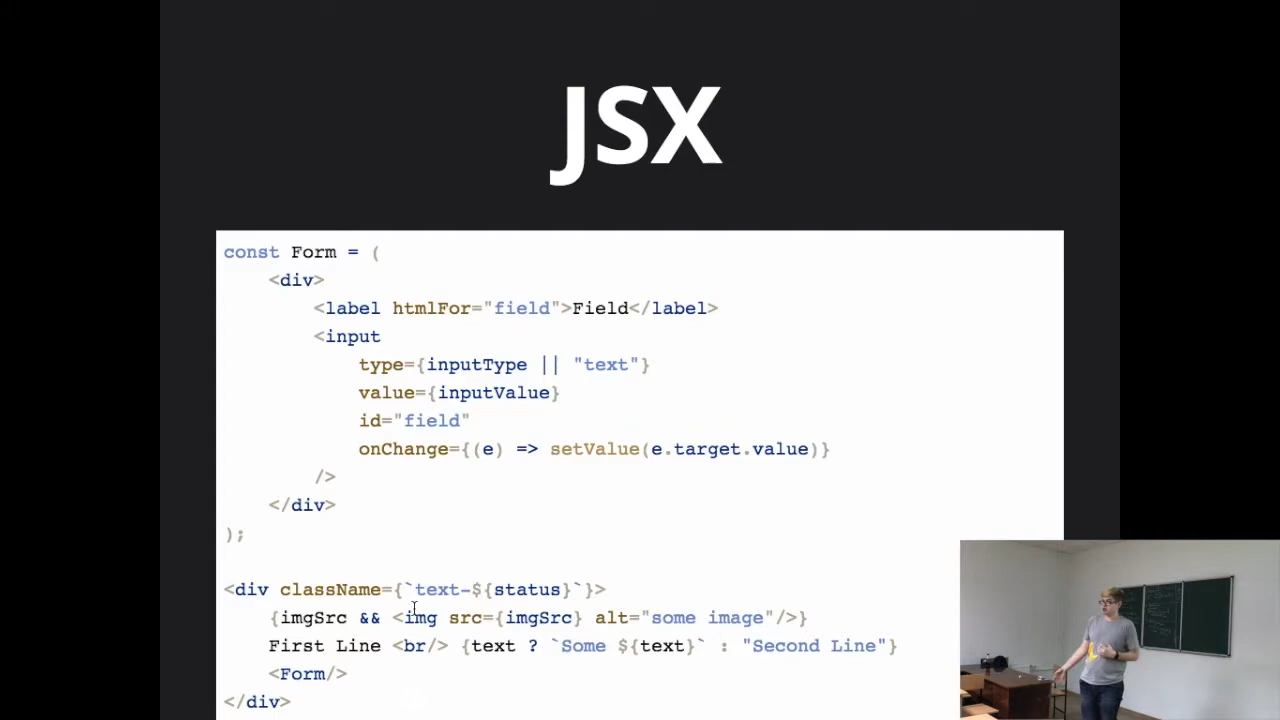 JSX
const Form = (
    <div>
        <label htmlFor="field">Field</label>
        <input
            type={inputType || "text"}
            value={inputValue}
            id="field"
            onChange={(e) => setValue(e.target.value)}
        />
    </div>
);
<div className={`text-${status}`}>
    {imgSrc && <img src={imgSrc} alt="some image"/>}
    First Line <br/> {text ? `Some ${text}` : "Second Line"}
    <Form/>
</div>